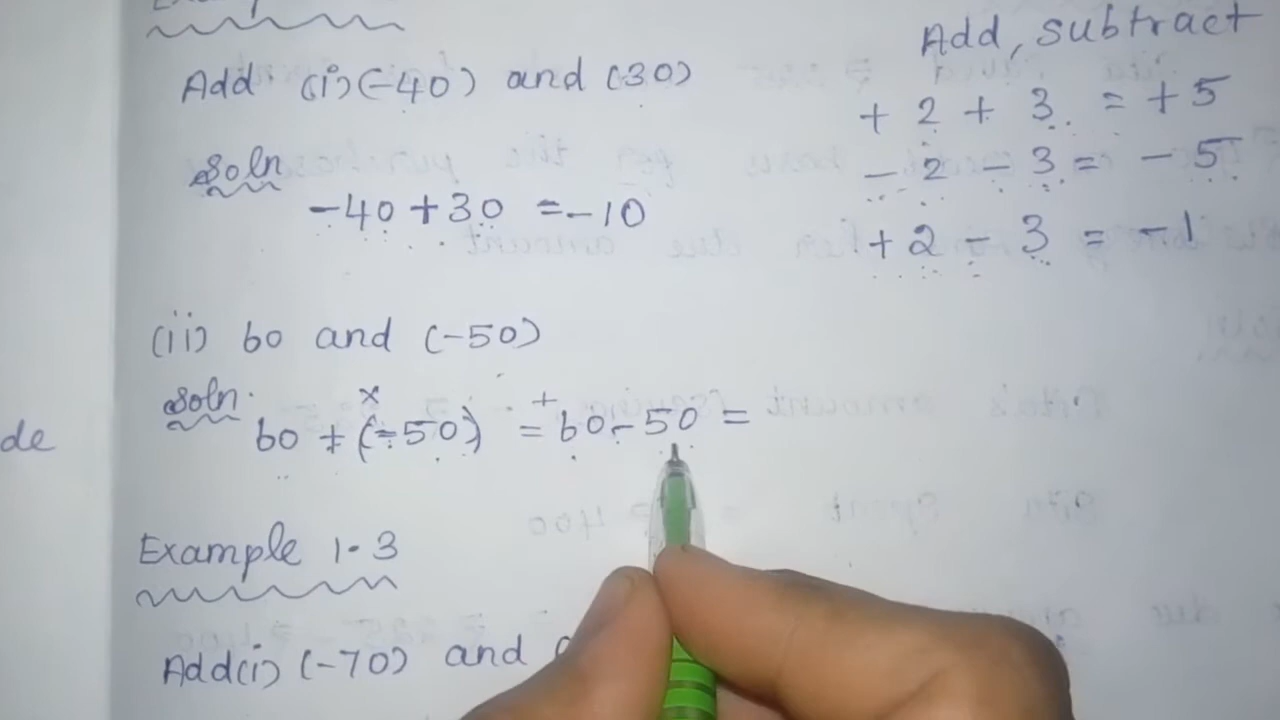 Add (i) (-40) and (30)
Soln
-40 + 30 = -10
(ii) 60 and (-50)
Soln.
×
60 + (-50) = +60 - 50 =
Example 1.3
Add (i) (-70) and
de
Add, subtract
+ 2 + 3 = + 5
- 2 - 3 = - 5
+ 2 - 3 = - 1